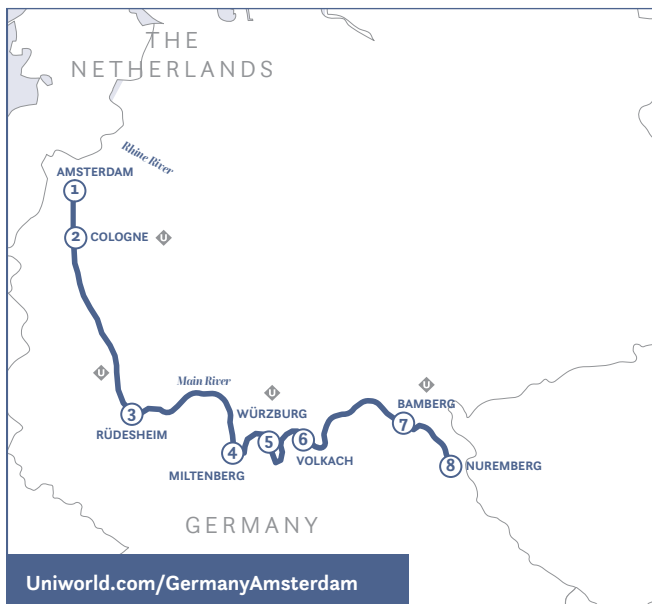 THE
NETHERLANDS
Rhine River
AMSTERDAM
1
2 COLOGNE U
U
Main River
U
U
3
RÜDESHEIM
WÜRZBURG
BAMBERG
4
5
6
7
MILTENBERG
VOLKACH
8 NUREMBERG
GERMANY
Uniworld.com/GermanyAmsterdam